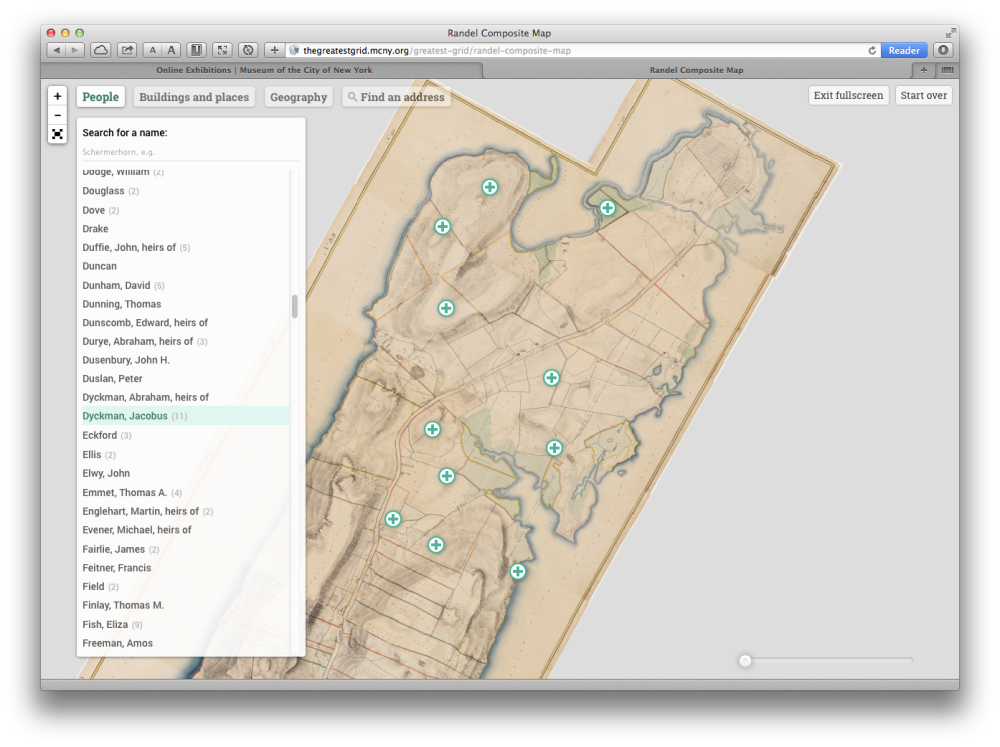 Randel Composite Map
A A
thegreatestgrid.mcny.org/greatest-grid/randel-composite-map
Reader
Online Exhibitions | Museum of the City of New York
Randel Composite Map
+
−
People
Buildings and places
Geography
Find an address
Exit fullscreen
Start over
Search for a name:
Schermerhorn, e.g.
Dodge, William (2)
Douglass (2)
Dove (2)
Drake
Duffie, John, heirs of (5)
Duncan
Dunham, David (5)
Dunning, Thomas
Dunscomb, Edward, heirs of
Durye, Abraham, heirs of (3)
Dusenbury, John H.
Duslan, Peter
Dyckman, Abraham, heirs of
Dyckman, Jacobus (11)
Eckford (3)
Ellis (2)
Elwy, John
Emmet, Thomas A. (4)
Englehart, Martin, heirs of (2)
Evener, Michael, heirs of
Fairlie, James (2)
Feitner, Francis
Field (2)
Finlay, Thomas M.
Fish, Eliza (9)
Freeman, Amos